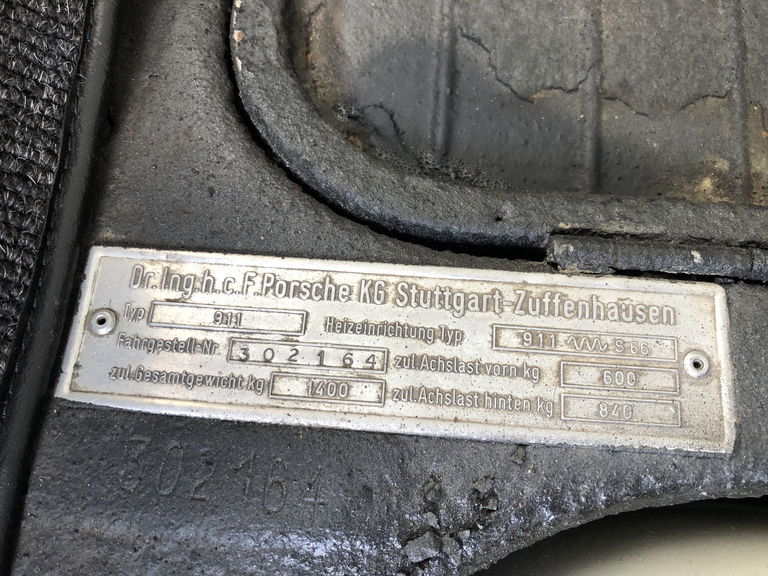 Dr. Ing. h. c. F. Porsche KG Stuttgart-Zuffenhausen
Typ 911 Heizeinrichtung Typ 911 S 66
Fahrgestell-Nr. 302164 zul. Achslast vorn kg 600
zul. Gesamtgewicht kg 1400 zul. Achslast hinten kg 840
302164